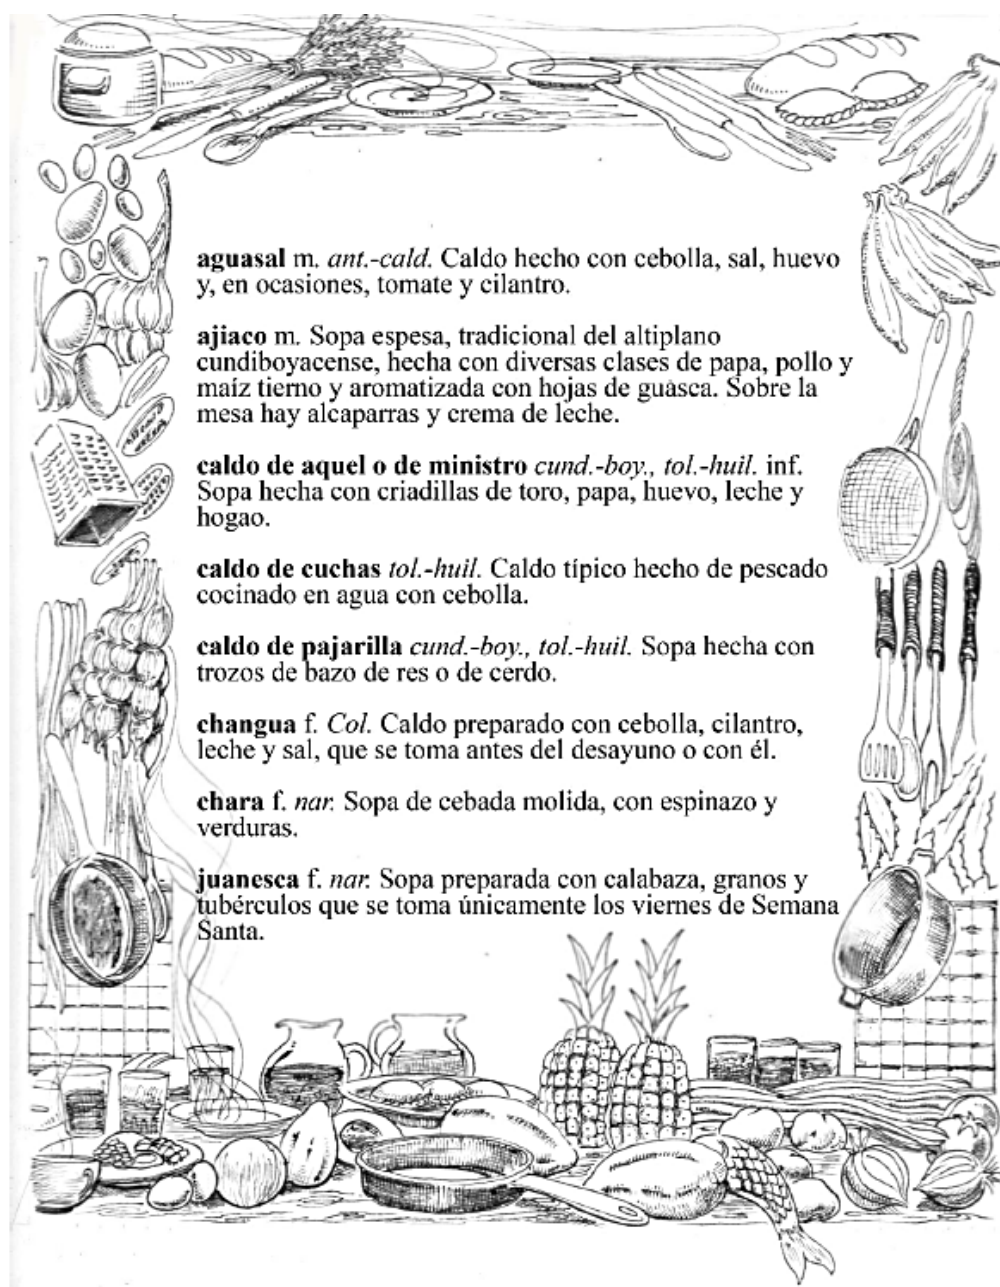 aguasal m. ant.-cald. Caldo hecho con cebolla, sal, huevo
y, en ocasiones, tomate y cilantro.
ajiaco m. Sopa espesa, tradicional del altiplano
cundiboyacense, hecha con diversas clases de papa, pollo y
maíz tierno y aromatizada con hojas de guasca. Sobre la
mesa hay alcaparras y crema de leche.
caldo de aquel o de ministro cund.-boy., tol.-huil. inf.
Sopa hecha con criadillas de toro, papa, huevo, leche y
hogao.
caldo de cuchas tol.-huil. Caldo típico hecho de pescado
cocinado en agua con cebolla.
caldo de pajarilla cund.-boy., tol.-huil. Sopa hecha con
trozos de bazo de res o de cerdo.
changua f. Col. Caldo preparado con cebolla, cilantro,
leche y sal, que se toma antes del desayuno o con él.
chara f. nar. Sopa de cebada molida, con espinazo y
verduras.
juanesca f. nar. Sopa preparada con calabaza, granos y
tubérculos que se toma únicamente los viernes de Semana
Santa.